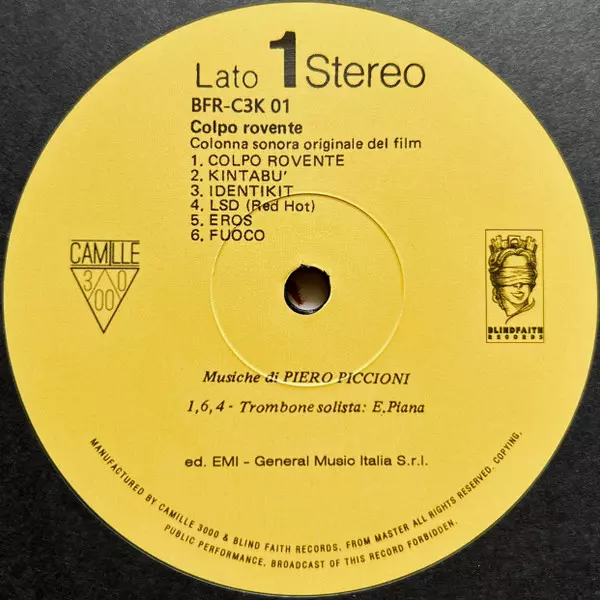 Lato 1 Stereo
BFR-C3K 01
Colpo rovente
Colonna sonora originale del film
1. COLPO ROVENTE
2. KINTABU'
3. IDENTIKIT
4. LSD (Red Hot)
5. EROS
6. FUOCO
CAMILLE
3000
BLINDFAITH
RECORDS
Musiche di PIERO PICCIONI
1,6,4 - Trombone solista: E.Piana
ed. EMI - General Music Italia S.r.l.
MANUFACTURED BY CAMILLE 3000 & BLIND FAITH RECORDS, FROM MASTER ALL RIGHTS RESERVED. COPYING,
PUBLIC PERFORMANCE, BROADCAST OF THIS RECORD FORBIDDEN.